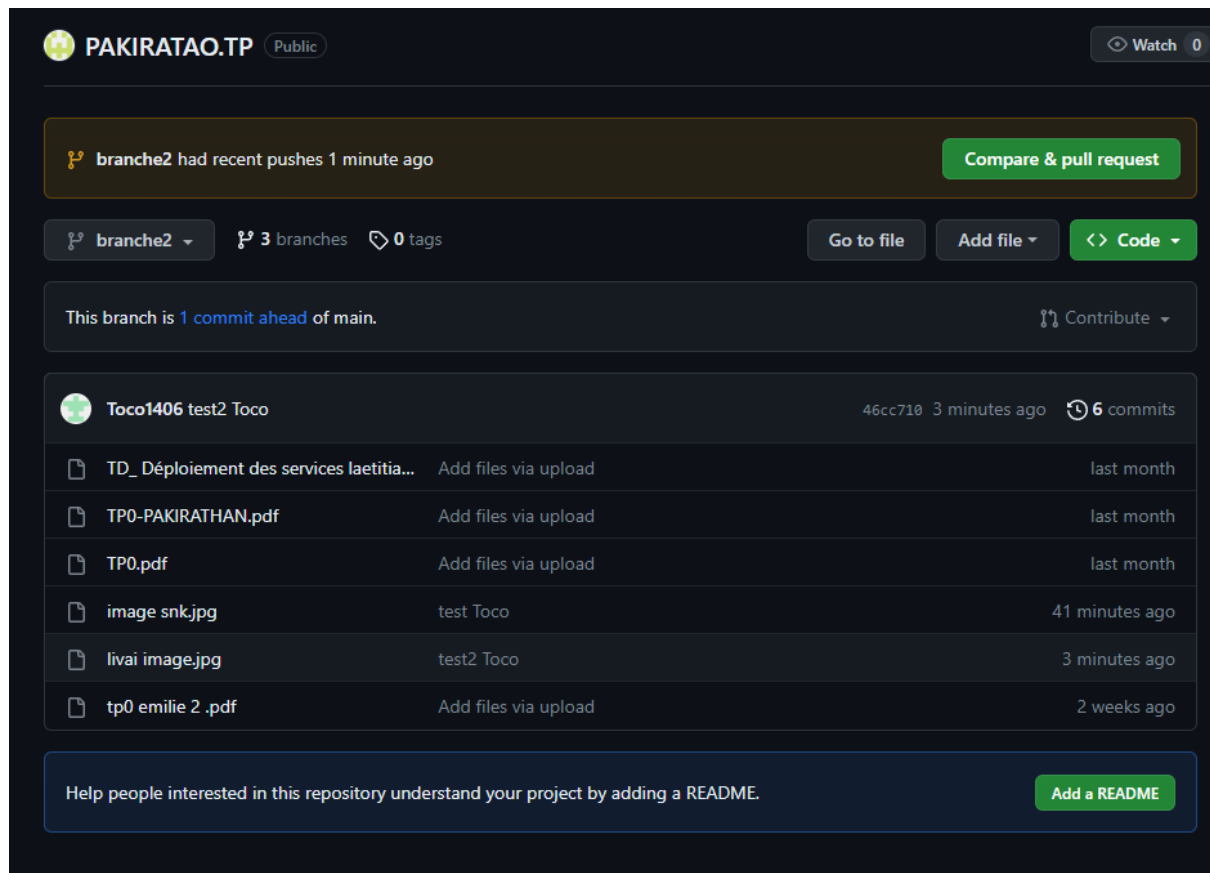 PAKIRATAO.TP Public Watch 0
branche2 had recent pushes 1 minute ago Compare & pull request
branche2 3 branches 0 tags Go to file Add file <> Code
This branch is 1 commit ahead of main. Contribute
Toco1406 test2 Toco 46cc710 3 minutes ago 6 commits
TD_ Déploiement des services laetitia... Add files via upload last month
TP0-PAKIRATHAN.pdf Add files via upload last month
TP0.pdf Add files via upload last month
image snk.jpg test Toco 41 minutes ago
livai image.jpg test2 Toco 3 minutes ago
tp0 emilie 2 .pdf Add files via upload 2 weeks ago
Help people interested in this repository understand your project by adding a README. Add a README